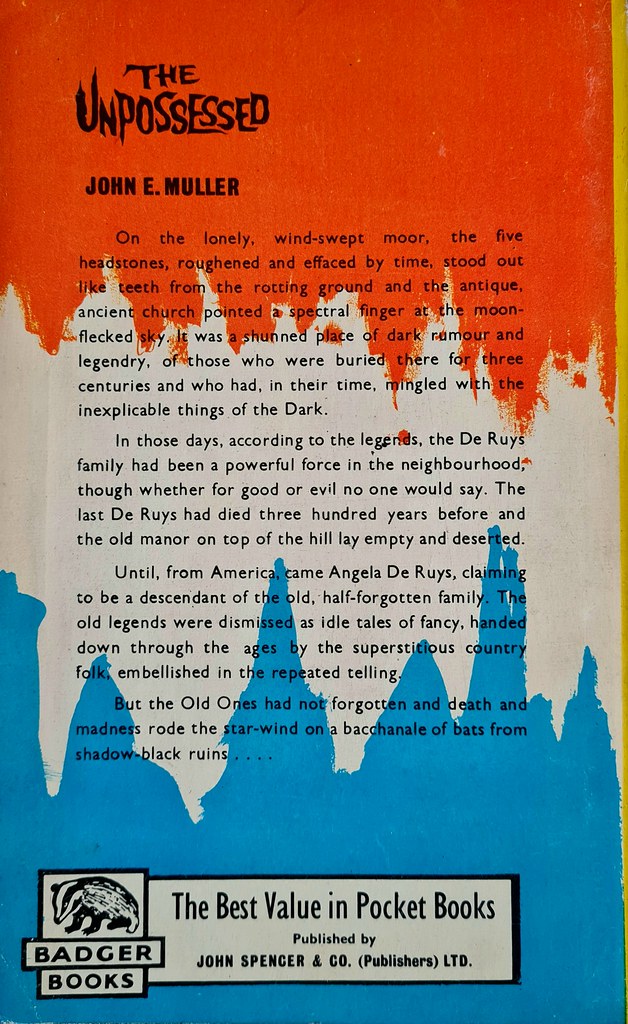 THE
UNPOSSESSED
JOHN E. MULLER
On the lonely, wind-swept moor, the five
headstones, roughened and effaced by time, stood out
like teeth from the rotting ground and the antique,
ancient church pointed a spectral finger at the moon-
flecked sky. It was a shunned place of dark rumour and
legendry, of those who were buried there for three
centuries and who had, in their time, mingled with the
inexplicable things of the Dark.
In those days, according to the legends, the De Ruys
family had been a powerful force in the neighbourhood,
though whether for good or evil no one would say. The
last De Ruys had died three hundred years before and
the old manor on top of the hill lay empty and deserted.
Until, from America, came Angela De Ruys, claiming
to be a descendant of the old, half-forgotten family. The
old legends were dismissed as idle tales of fancy, handed
down through the ages by the superstitious country
folk, embellished in the repeated telling.
But the Old Ones had not forgotten and death and
madness rode the star-wind on a bacchanale of bats from
shadow-black ruins . . . .
BADGER
BOOKS
The Best Value in Pocket Books
Published by
JOHN SPENCER & CO. (Publishers) LTD.